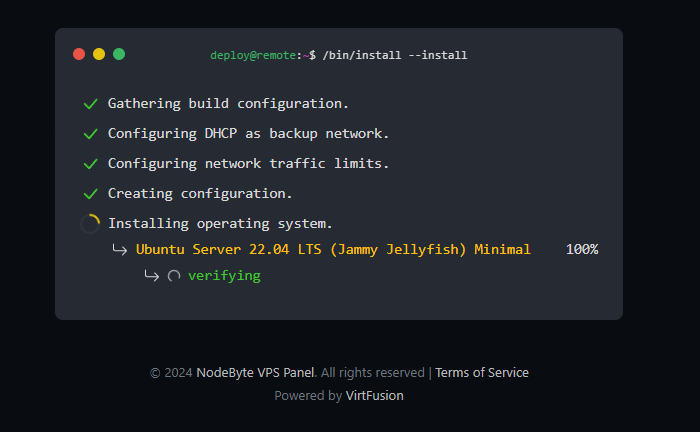 deploy@remote:~$ /bin/install --install
Gathering build configuration.
Configuring DHCP as backup network.
Configuring network traffic limits.
Creating configuration.
Installing operating system.
Ubuntu Server 22.04 LTS (Jammy Jellyfish) Minimal 100%
verifying
© 2024 NodeByte VPS Panel. All rights reserved | Terms of Service
Powered by VirtFusion